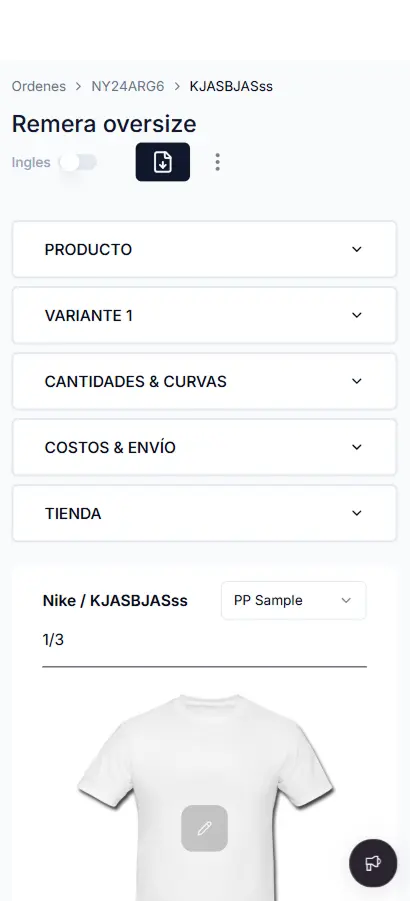 Ordenes > NY24ARG6 > KJASBJASss
Remera oversize
Ingles
PRODUCTO
VARIANTE 1
CANTIDADES & CURVAS
COSTOS & ENVÍO
TIENDA
Nike / KJASBJASss PP Sample
1/3